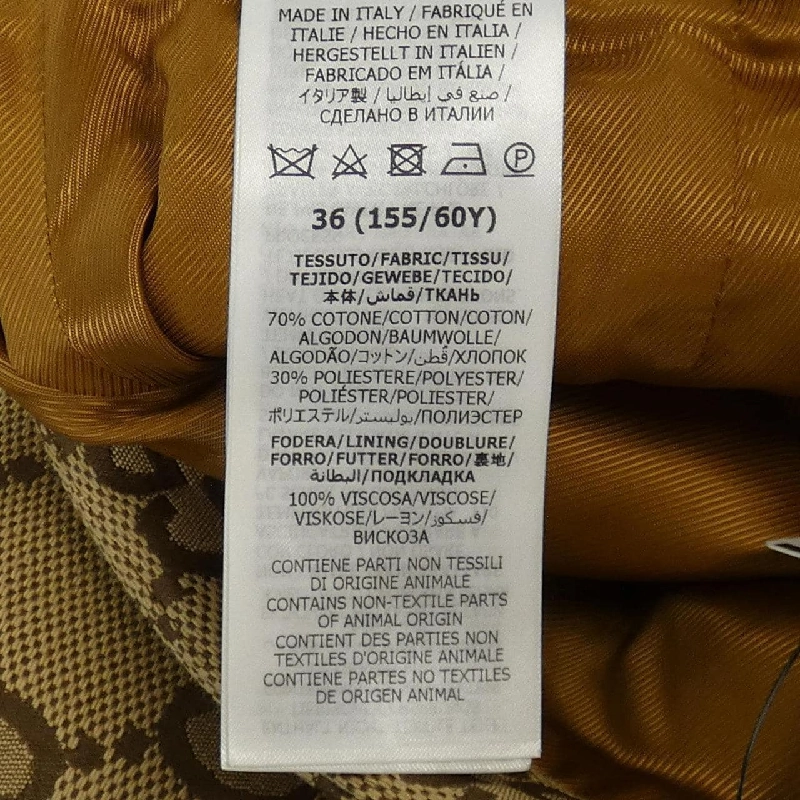 MADE IN ITALY / FABRIQUÉ EN
ITALIE / HECHO EN ITALIA /
HERGESTELLT IN ITALIEN /
FABRICADO EM ITÁLIA /
イタリア製 / صنع في إيطاليا /
СДЕЛАНО В ИТАЛИИ
P
36 (155/60Y)
TESSUTO/FABRIC/TISSU/
TEJIDO/GEWEBE/TECIDO/
本体/قماش/ТКАНЬ
70% COTONE/COTTON/COTON/
ALGODON/BAUMWOLLE/
ALGODÃO/コットン/قطن/ХЛОПОК
30% POLIESTERE/POLYESTER/
POLIÉSTER/POLYESTER/
ポリエステル/بوليستر/ПОЛИЭСТЕР
FODERA/LINING/DOUBLURE/
FORRO/FUTTER/FORRO/裏地/
البطانة/ПОДКЛАДКА
100% VISCOSA/VISCOSE/
VISKOSE/レーヨン/فسكوز/
ВИСКОЗА
CONTIENE PARTI NON TESSILI
DI ORIGINE ANIMALE
CONTAINS NON-TEXTILE PARTS
OF ANIMAL ORIGIN
CONTIENT DES PARTIES NON
TEXTILES D'ORIGINE ANIMALE
CONTIENE PARTES NO TEXTILES
DE ORIGEN ANIMAL